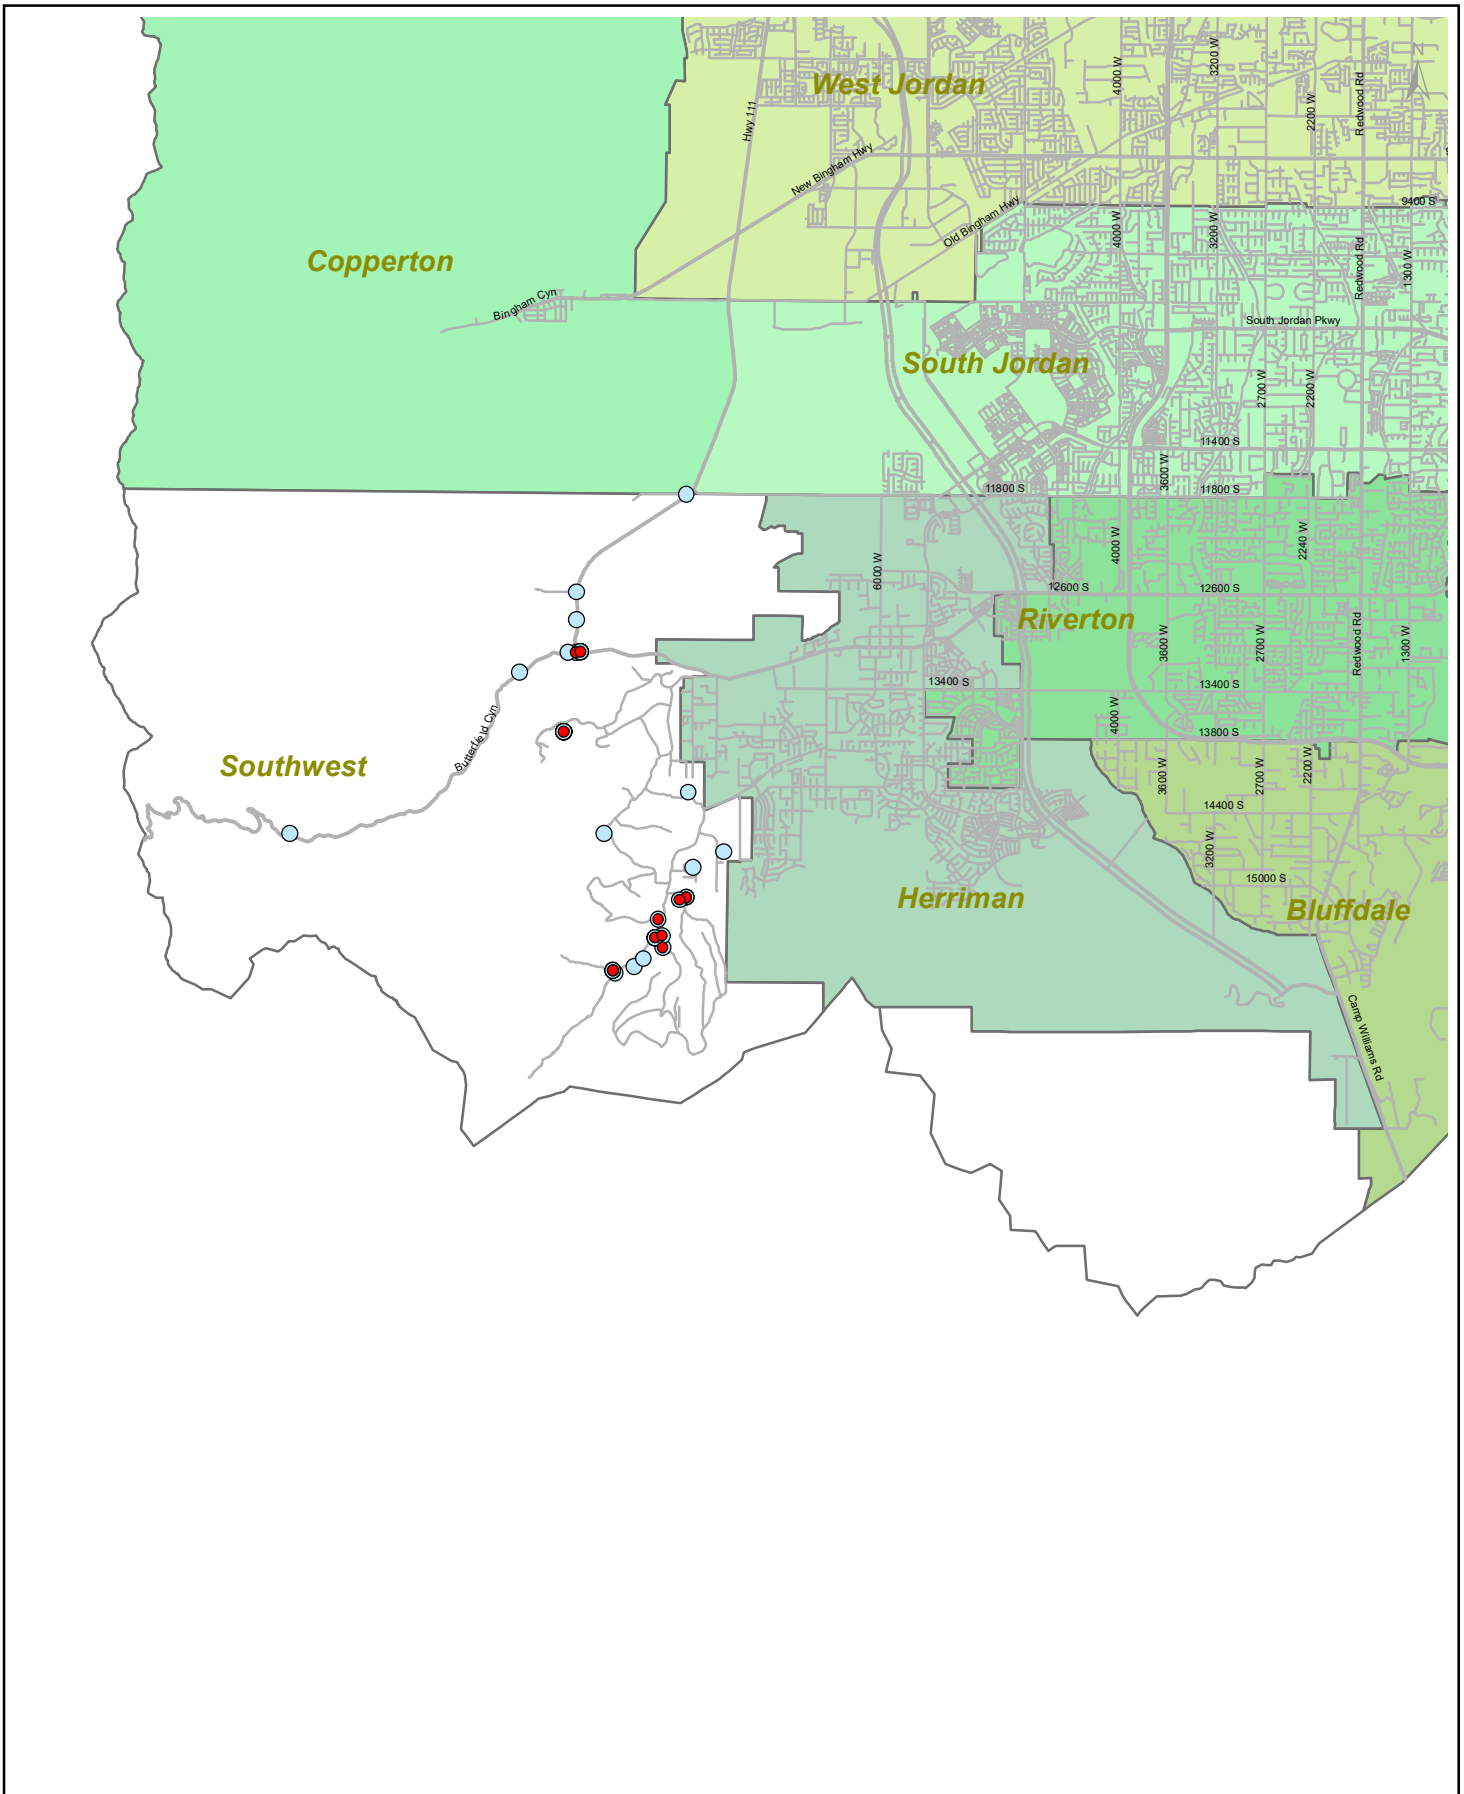 N
3200 W
4000 W
West Jordan
2200 W
Redwood Rd
Hwy 111
New Bingham Hwy
9400 S
Old Bingham Hwy
4000 W
3200 W
Copperton
Redwood Rd
1300 W
Bingham Cyn
South Jordan Pkwy
South Jordan
2700 W
2200 W
11400 S
3600 W
11800 S
11800 S
4000 W
2240 W
6000 W
12600 S
12600 S
Riverton
3600 W
2700 W
Redwood Rd
1300 W
13400 S
13400 S
4000 W
13800 S
Butterfield Cyn
Southwest
3600 W
2700 W
2200 W
14400 S
3200 W
15000 S
Herriman
Bluffdale
Camp Williams Rd